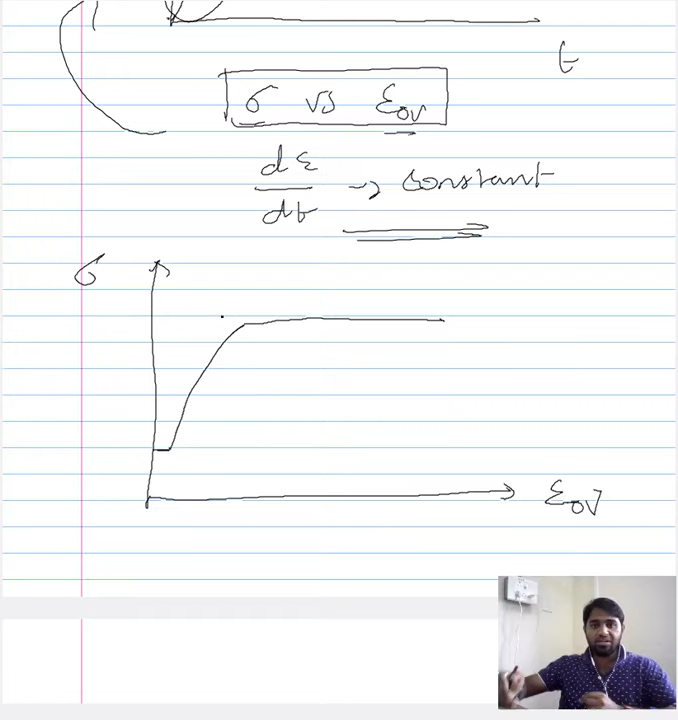 t
σ vs ε_ov
dε/dt → constant
σ
ε_ov